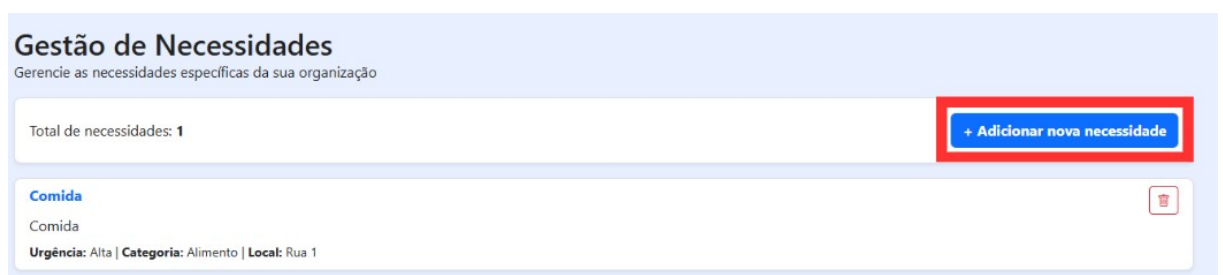 Gestão de Necessidades
Gerencie as necessidades específicas da sua organização
Total de necessidades: 1
+ Adicionar nova necessidade
Comida
Comida
Urgência: Alta | Categoria: Alimento | Local: Rua 1